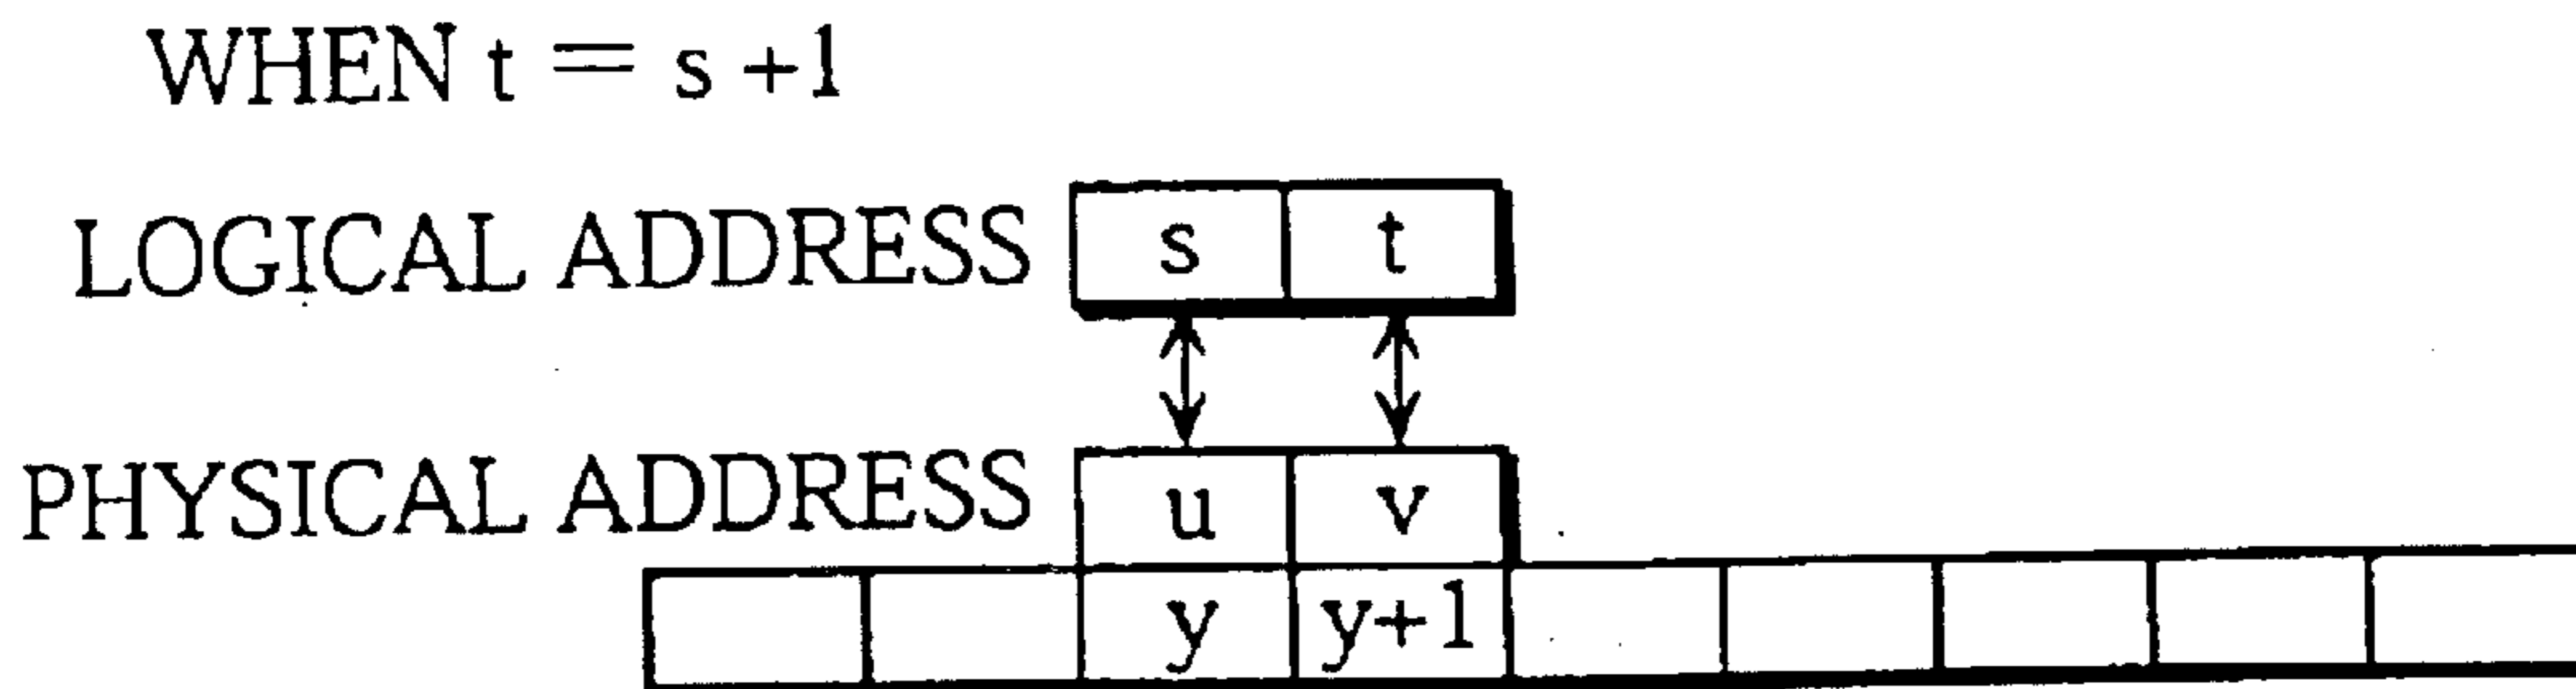 WHEN t = s +1
LOGICAL ADDRESS s t
PHYSICAL ADDRESS u v
y y+1